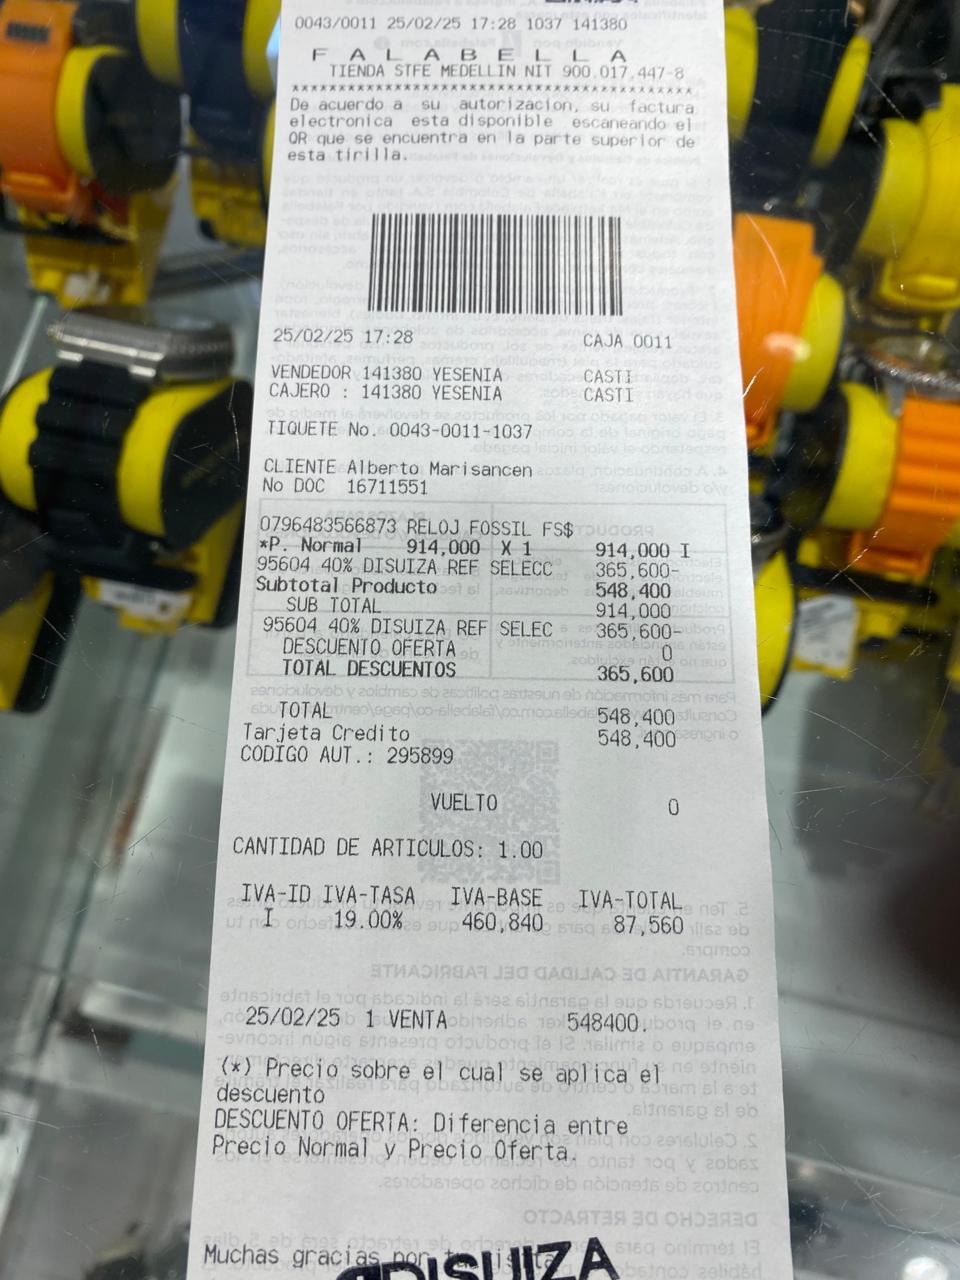 0043/0011 25/02/25 17:28 1037 141380
FALABELLA
TIENDA STFE MEDELLIN NIT 900.017.447-8
****************************************
De acuerdo a su autorizacion, su factura
electronica esta disponible escaneando el
QR que se encuentra en la parte superior de
esta tirilla.
25/02/25 17:28 CAJA 0011
VENDEDOR 141380 YESENIA CASTI
CAJERO : 141380 YESENIA CASTI
TIQUETE No. 0043-0011-1037
CLIENTE Alberto Marisancen
No DOC 16711551
0796483566873 RELOJ FOSSIL FS$
*P. Normal 914,000 X 1 914,000 I
95604 40% DISUIZA REF SELECC 365,600-
Subtotal Producto 548,400
SUB TOTAL 914,000
95604 40% DISUIZA REF SELEC 365,600-
DESCUENTO OFERTA 0
TOTAL DESCUENTOS 365,600
TOTAL 548,400
Tarjeta Credito 548,400
CODIGO AUT.: 295899
VUELTO 0
CANTIDAD DE ARTICULOS: 1.00
IVA-ID IVA-TASA IVA-BASE IVA-TOTAL
I 19.00% 460,840 87,560
25/02/25 1 VENTA 548400.
(*) Precio sobre el cual se aplica el
descuento
DESCUENTO OFERTA: Diferencia entre
Precio Normal y Precio Oferta.
Muchas gracias por
DISUIZA